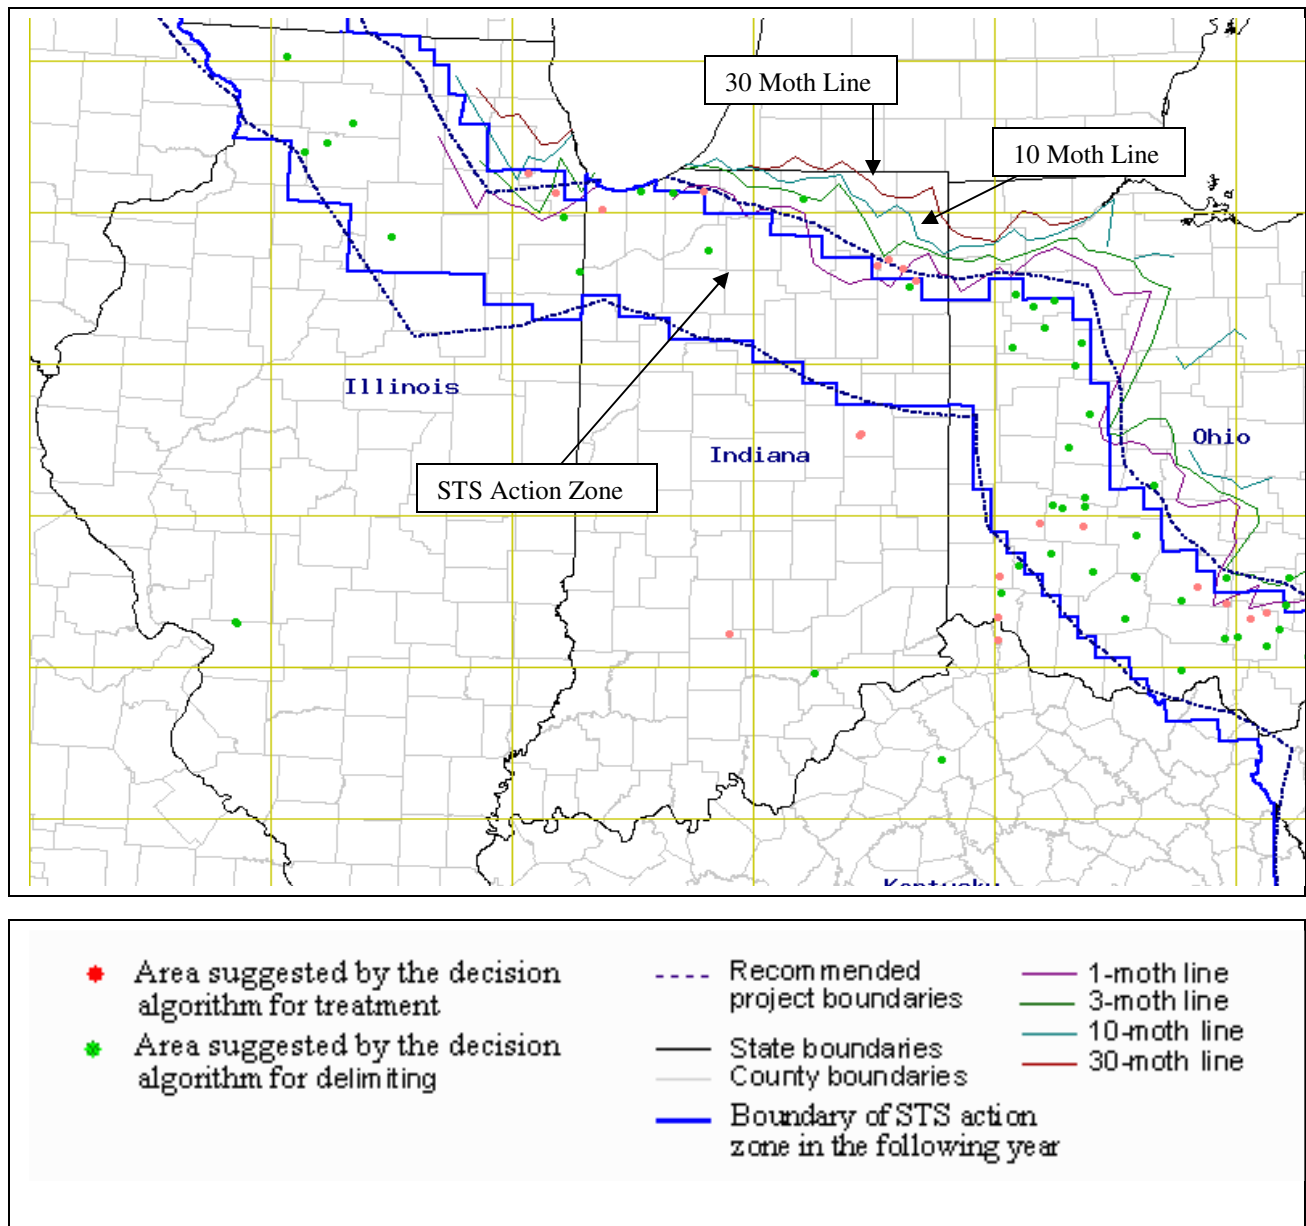 30 Moth Line
10 Moth Line
Illinois
Ohio
Indiana
STS Action Zone
Kentucky
Area suggested by the decision
algorithm for treatment
Area suggested by the decision
algorithm for delimiting
Recommended
project boundaries
State boundaries
County boundaries
Boundary of STS action
zone in the following year
1-moth line
3-moth line
10-moth line
30-moth line